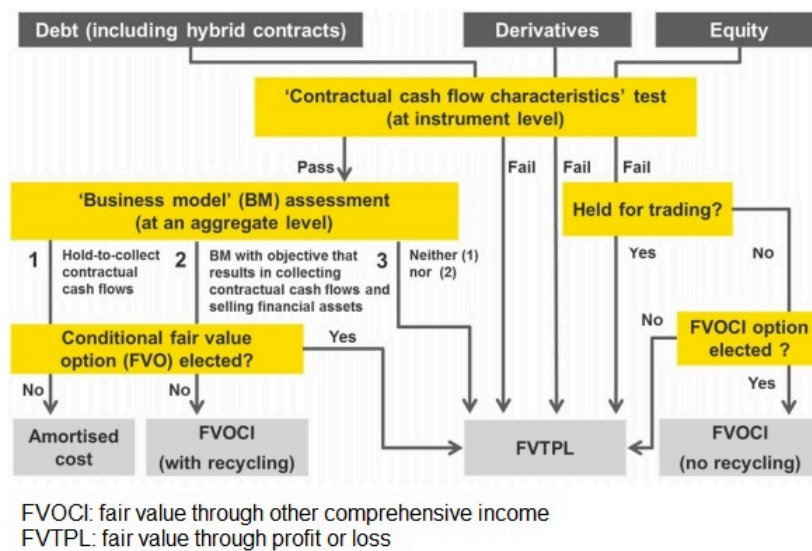 Debt (including hybrid contracts)
Derivatives
Equity
‘Contractual cash flow characteristics’ test
(at instrument level)
Pass
Fail
Fail
Fail
‘Business model’ (BM) assessment
(at an aggregate level)
Held for trading?
1
Hold-to-collect
contractual
cash flows
2
BM with objective that
results in collecting
contractual cash flows and
selling financial assets
3
Neither (1)
nor (2)
Yes
No
Conditional fair value
option (FVO) elected?
Yes
No
FVOCI option
elected ?
No
No
Yes
Amortised
cost
FVOCI
(with recycling)
FVTPL
FVOCI
(no recycling)
FVOCI: fair value through other comprehensive income
FVTPL: fair value through profit or loss